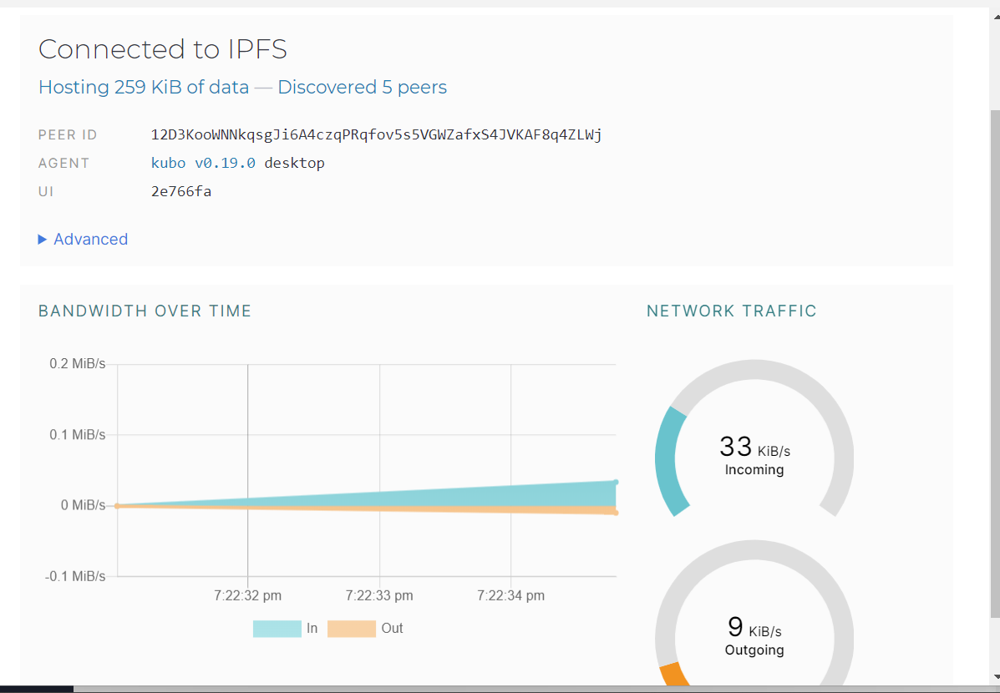 Connected to IPFS
Hosting 259 KiB of data — Discovered 5 peers
PEER ID 12D3KooWNNkqsgJi6A4czqPRqfov5s5VGWZafxS4JVKAF8q4ZLWj
AGENT kubo v0.19.0 desktop
UI 2e766fa
▶ Advanced
BANDWIDTH OVER TIME
0.2 MiB/s
0.1 MiB/s
0 MiB/s
-0.1 MiB/s
7:22:32 pm 7:22:33 pm 7:22:34 pm
In Out
NETWORK TRAFFIC
33 KiB/s
Incoming
9 KiB/s
Outgoing